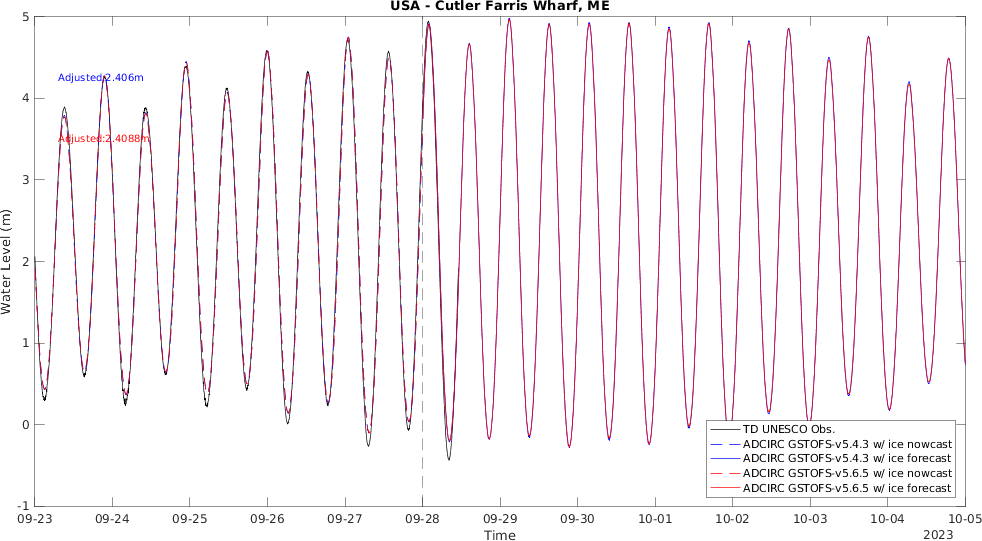 USA - Cutler Farris Wharf, ME
5
4
3
2
1
0
-1
Water Level (m)
Adjusted:2.406m
Adjusted:2.4088m
TD UNESCO Obs.
ADCIRC GSTOFS-v5.4.3 w/ ice nowcast
ADCIRC GSTOFS-v5.4.3 w/ ice forecast
ADCIRC GSTOFS-v5.6.5 w/ ice nowcast
ADCIRC GSTOFS-v5.6.5 w/ ice forecast
09-23 09-24 09-25 09-26 09-27 09-28 09-29 09-30 10-01 10-02 10-03 10-04 10-05
Time
2023